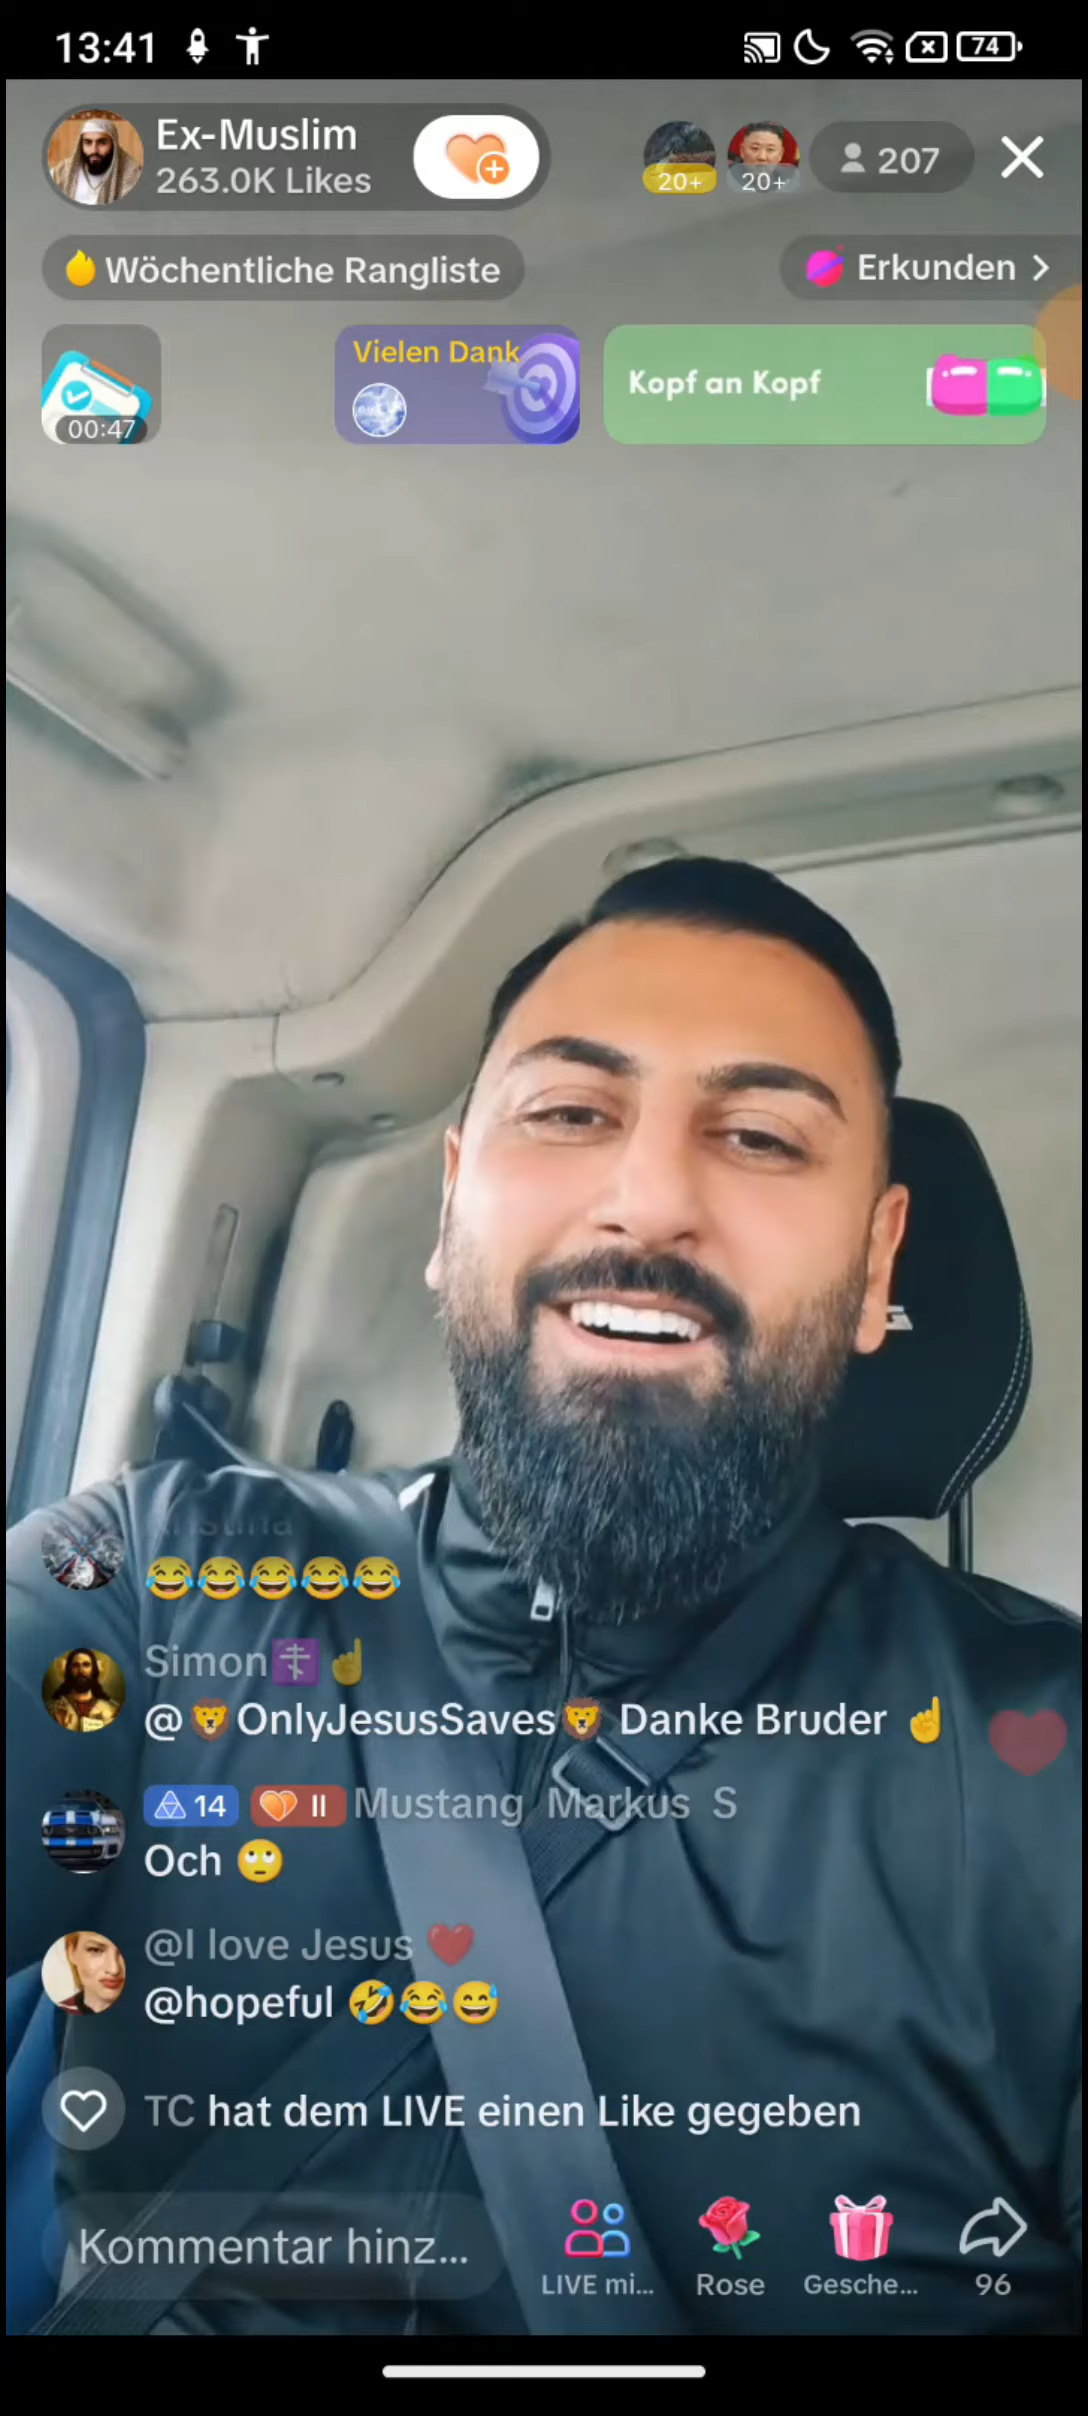 13:41
74
Ex-Muslim
263.0K Likes
20+
20+
207
Wöchentliche Rangliste
Erkunden >
00:47
Vielen Dank
Kopf an Kopf
😂😂😂😂😂
Simon☦️☝️
@🦁OnlyJesusSaves🦁 Danke Bruder ☝️
14 II Mustang Markus S
Och 🙄
@I love Jesus ❤️
@hopeful 🤣😂😅
TC hat dem LIVE einen Like gegeben
Kommentar hinz...
LIVE mi...
Rose
Gesche...
96